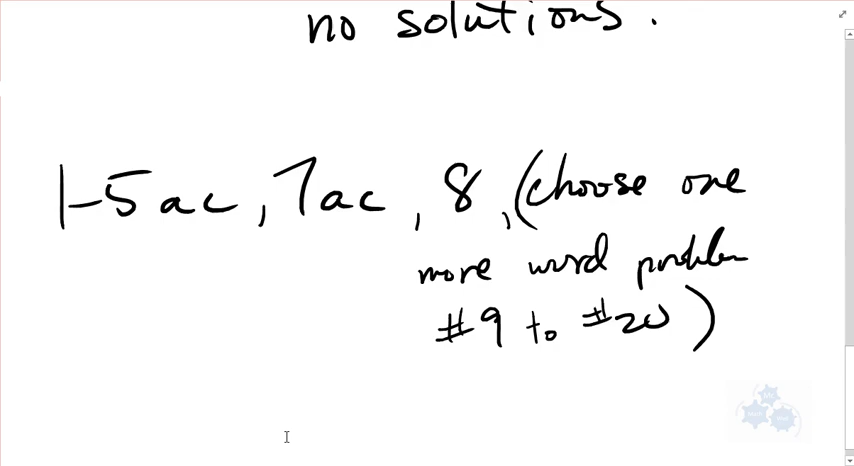 no solutions.
1-5ac, 7ac, 8, (choose one
more word problem
#9 to #20)